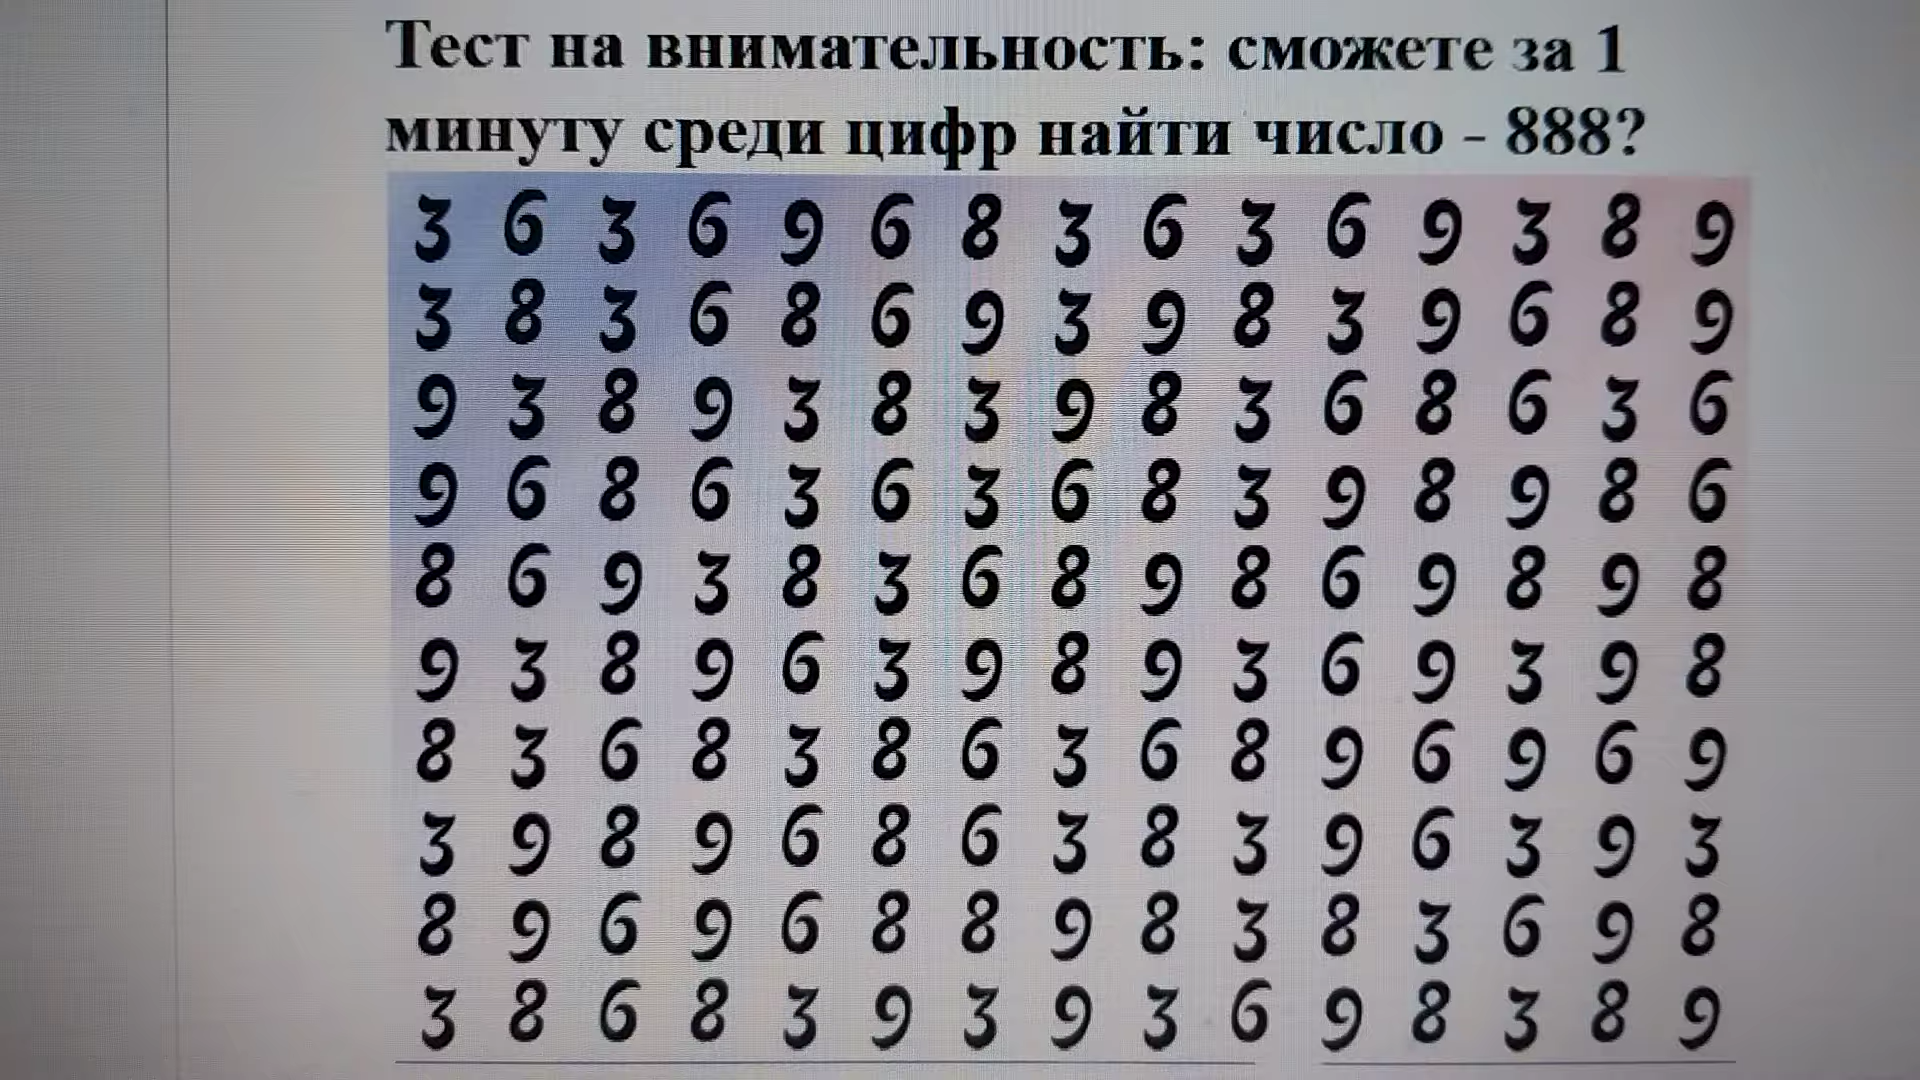 Тест на внимательность: сможете за 1
минуту среди цифр найти число - 888?
3 6 3 6 9 6 8 3 6 3 6 9 3 8 9
3 8 3 6 8 6 9 3 9 8 3 9 6 8 9
9 3 8 9 3 8 3 9 8 3 6 8 6 3 6
9 6 8 6 3 6 3 6 8 3 9 8 9 8 6
8 6 9 3 8 3 6 8 9 8 6 9 8 9 8
9 3 8 9 6 3 9 8 9 3 6 9 3 9 8
8 3 6 8 3 8 6 3 6 8 9 6 9 6 9
3 9 8 9 6 8 6 3 8 3 9 6 3 9 3
8 9 6 9 6 8 8 9 8 3 8 3 6 9 8
3 8 6 8 3 9 3 9 3 6 9 8 3 8 9